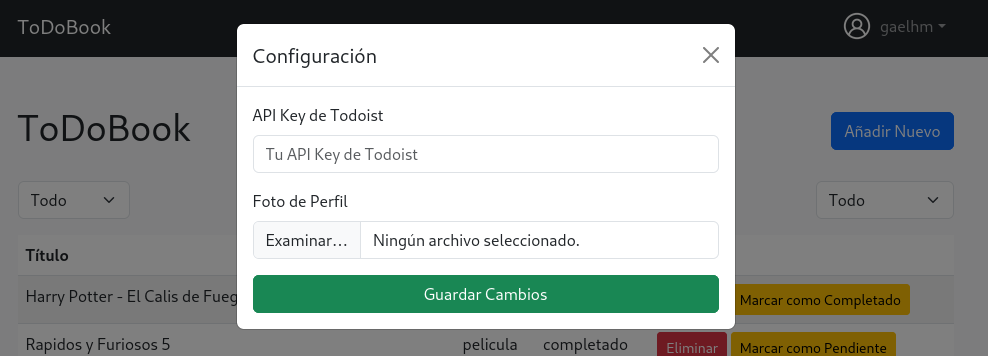 ToDoBook
gaelhm
Configuración
API Key de Todoist
ToDoBook
Añadir Nuevo
Tu API Key de Todoist
Todo
Foto de Perfil
Todo
Examinar... Ningún archivo seleccionado.
Título
Guardar Cambios
Harry Potter - El Calis de Fueg
Marcar como Completado
Rapidos y Furiosos 5 pelicula completado Eliminar Marcar como Pendiente